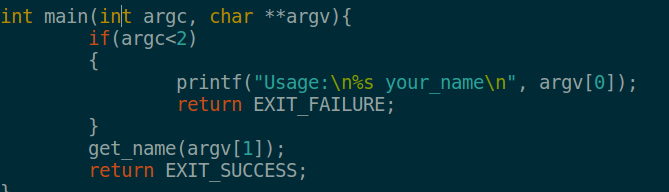 int main(int argc, char **argv){
        if(argc<2)
        {
                printf("Usage:\n%s your_name\n", argv[0]);
                return EXIT_FAILURE;
        }
        get_name(argv[1]);
        return EXIT_SUCCESS;
}